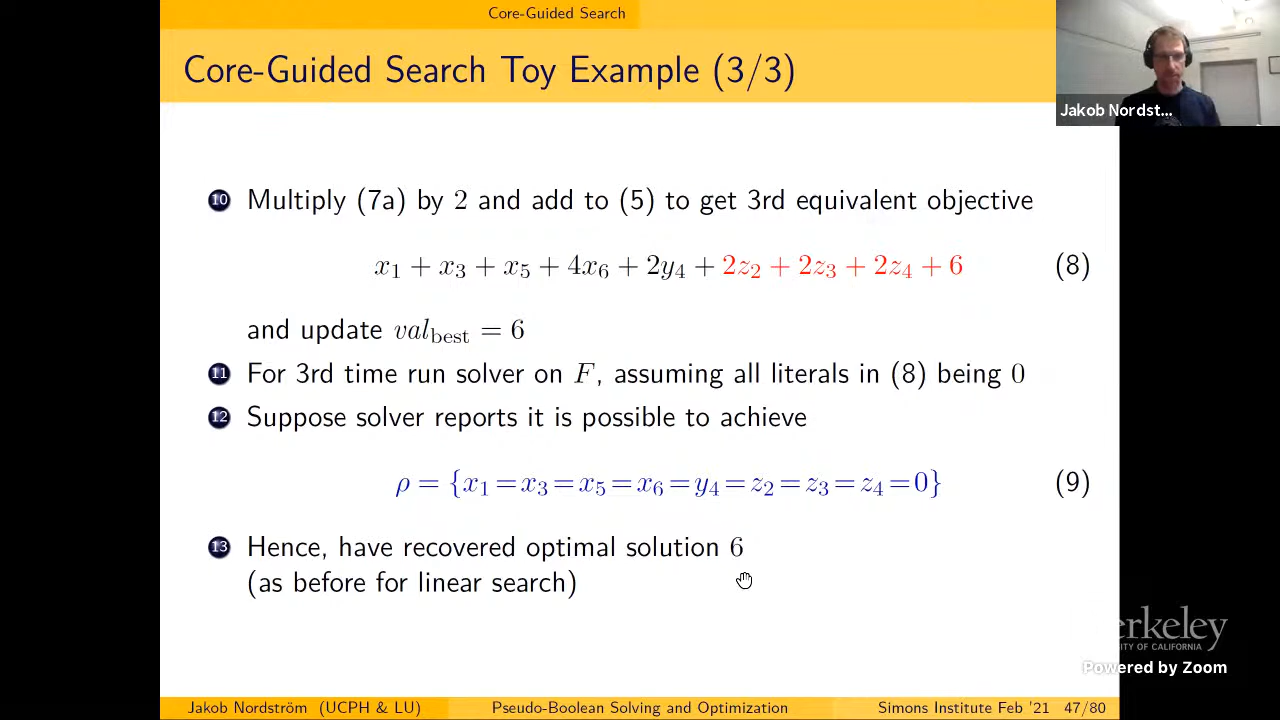 Core-Guided Search
Core-Guided Search Toy Example (3/3)
Jakob Nordst...
10 Multiply (7a) by 2 and add to (5) to get 3rd equivalent objective
x₁ + x₃ + x₅ + 4x₆ + 2y₄ + 2z₂ + 2z₃ + 2z₄ + 6 (8)
and update val_best = 6
11 For 3rd time run solver on F, assuming all literals in (8) being 0
12 Suppose solver reports it is possible to achieve
ρ = {x₁ = x₃ = x₅ = x₆ = y₄ = z₂ = z₃ = z₄ = 0} (9)
13 Hence, have recovered optimal solution 6
(as before for linear search)
erkeley
TY OF CALIFORNIA
Powered by Zoom
Jakob Nordström (UCPH & LU) Pseudo-Boolean Solving and Optimization Simons Institute Feb '21 47/80